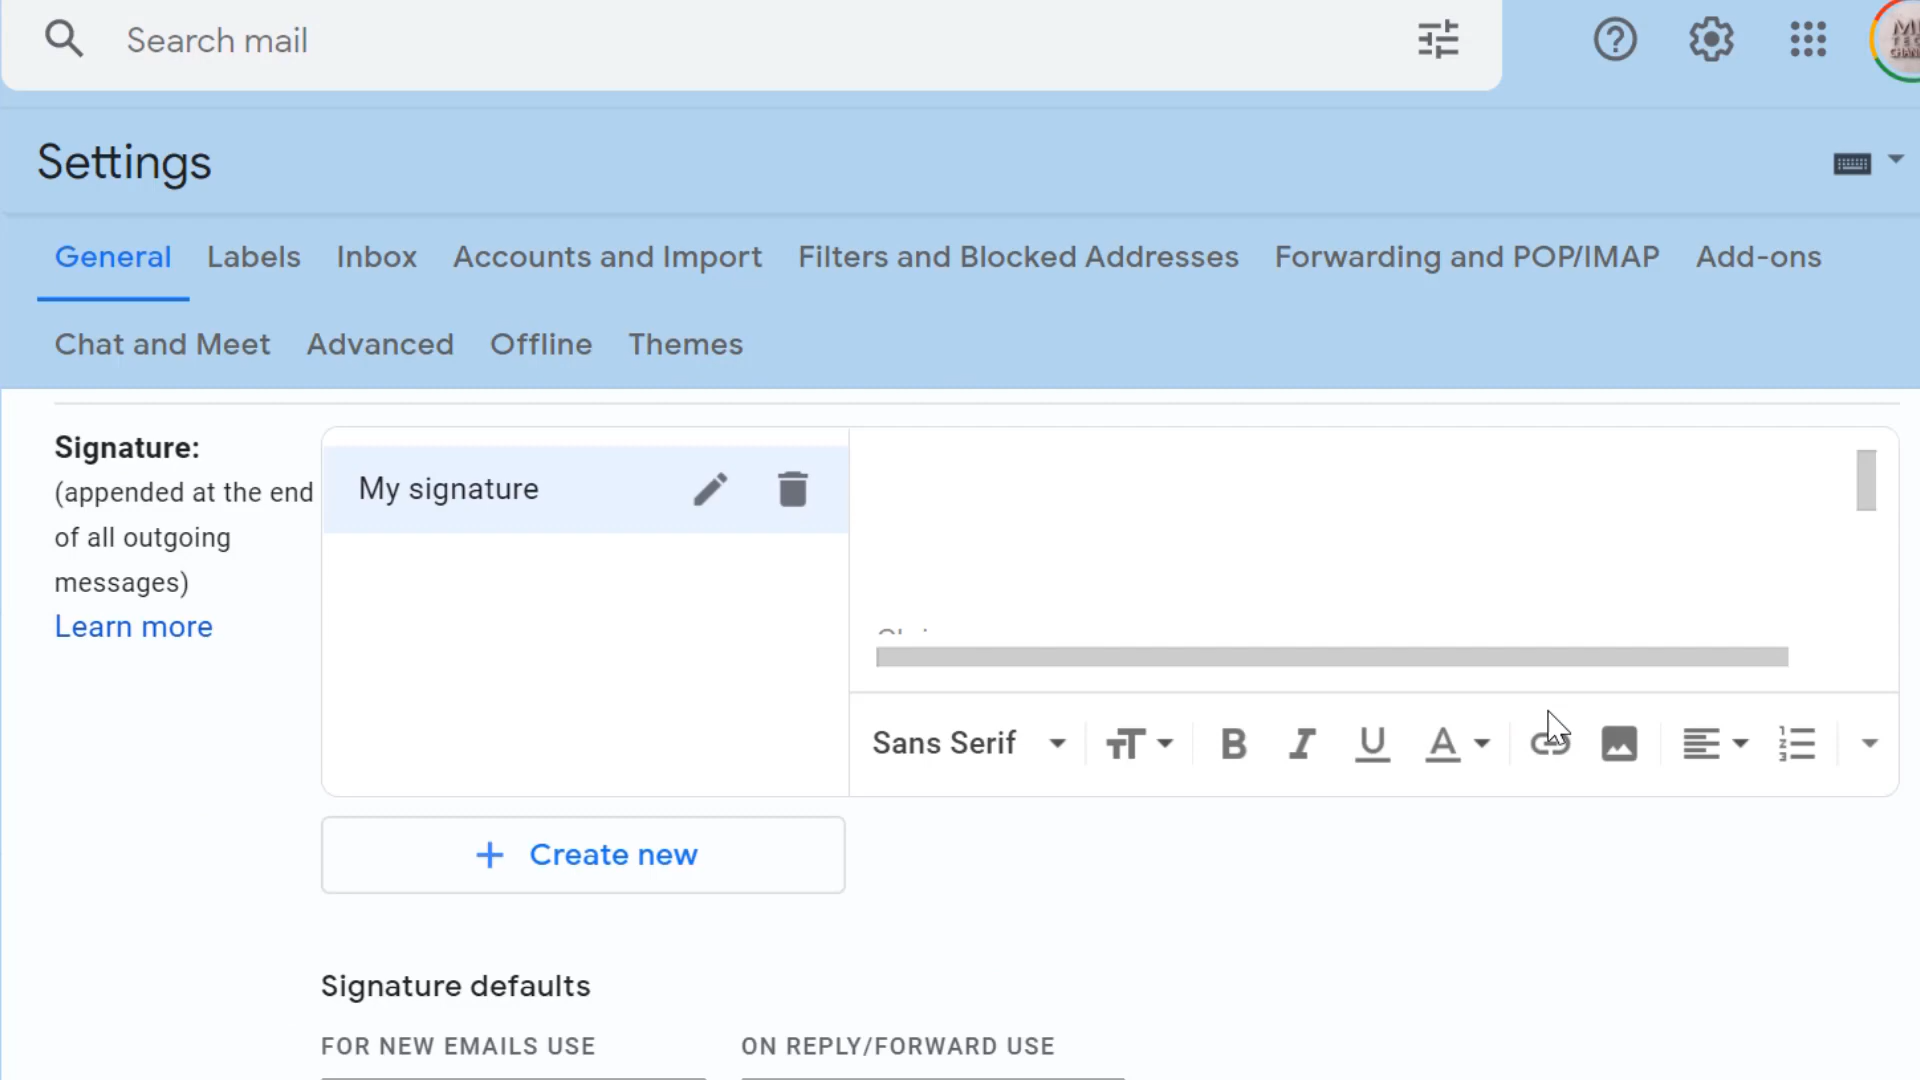 Search mail
Settings
General Labels Inbox Accounts and Import Filters and Blocked Addresses Forwarding and POP/IMAP Add-ons
Chat and Meet Advanced Offline Themes
Signature:
(appended at the end
of all outgoing
messages)
Learn more
My signature
Sans Serif
Create new
Signature defaults
FOR NEW EMAILS USE
ON REPLY/FORWARD USE